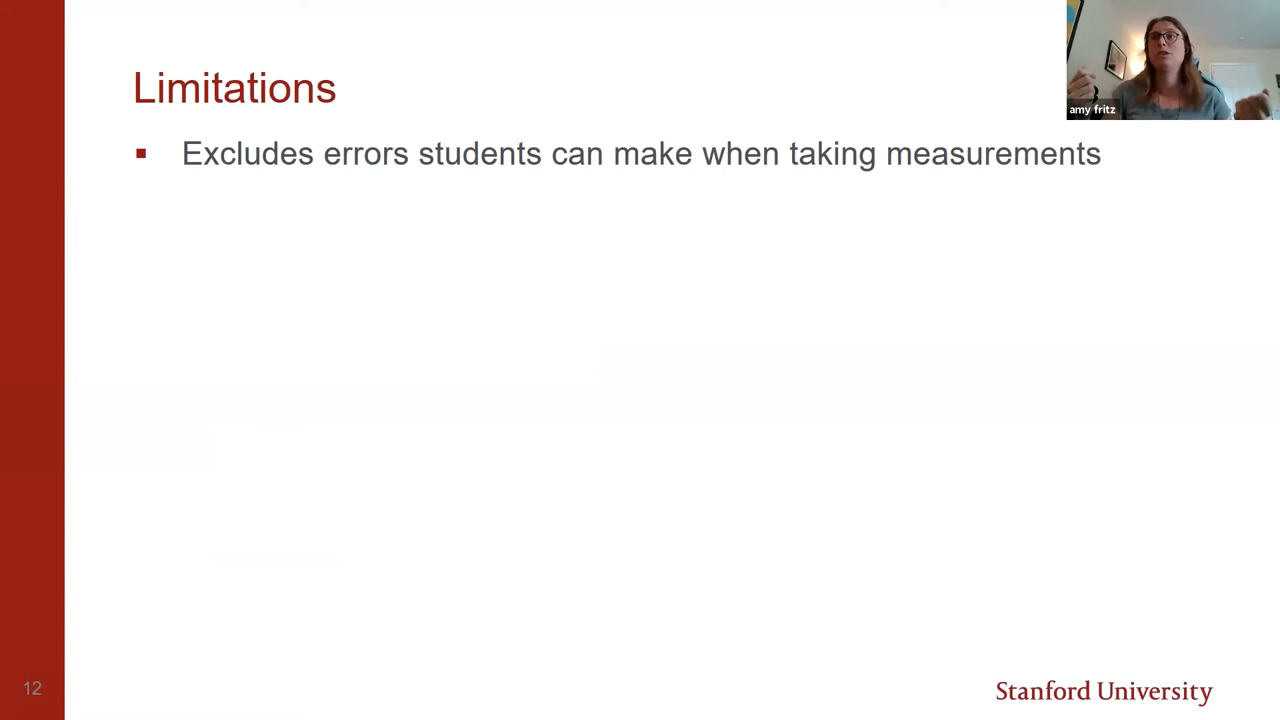 Limitations
▪ Excludes errors students can make when taking measurements
amy fritz
12
Stanford University